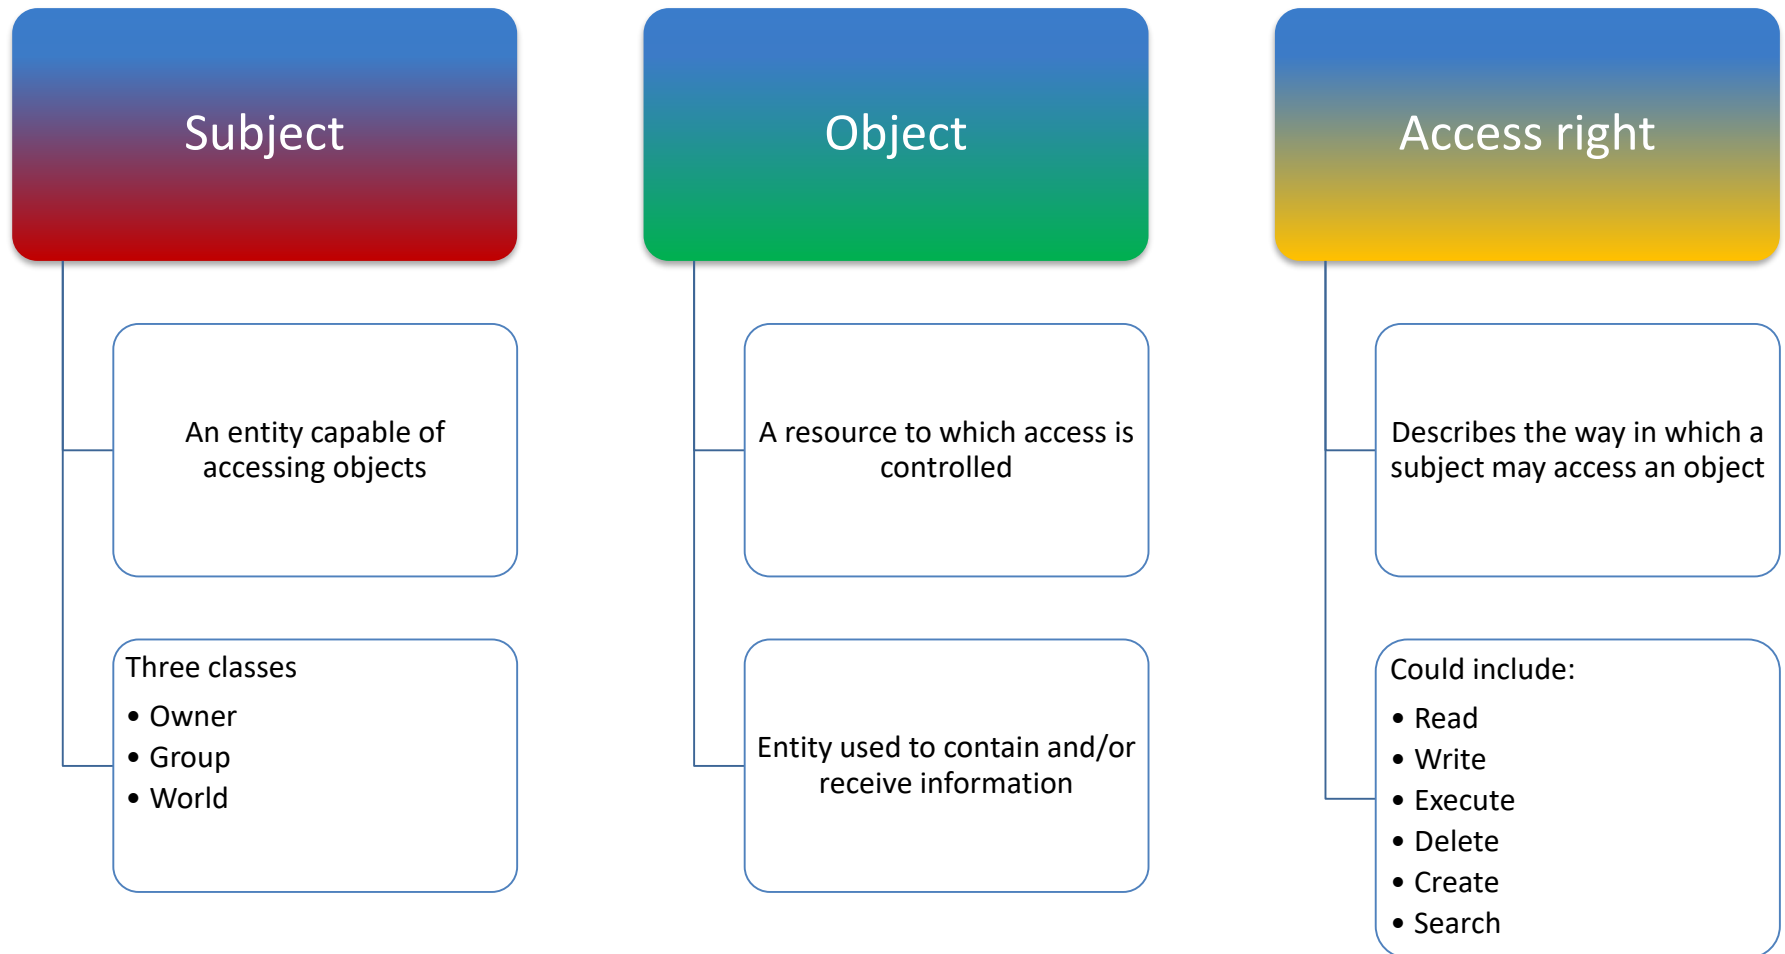 Subject
An entity capable of
accessing objects
Three classes
• Owner
• Group
• World
Object
A resource to which access is
controlled
Entity used to contain and/or
receive information
Access right
Describes the way in which a
subject may access an object
Could include:
• Read
• Write
• Execute
• Delete
• Create
• Search